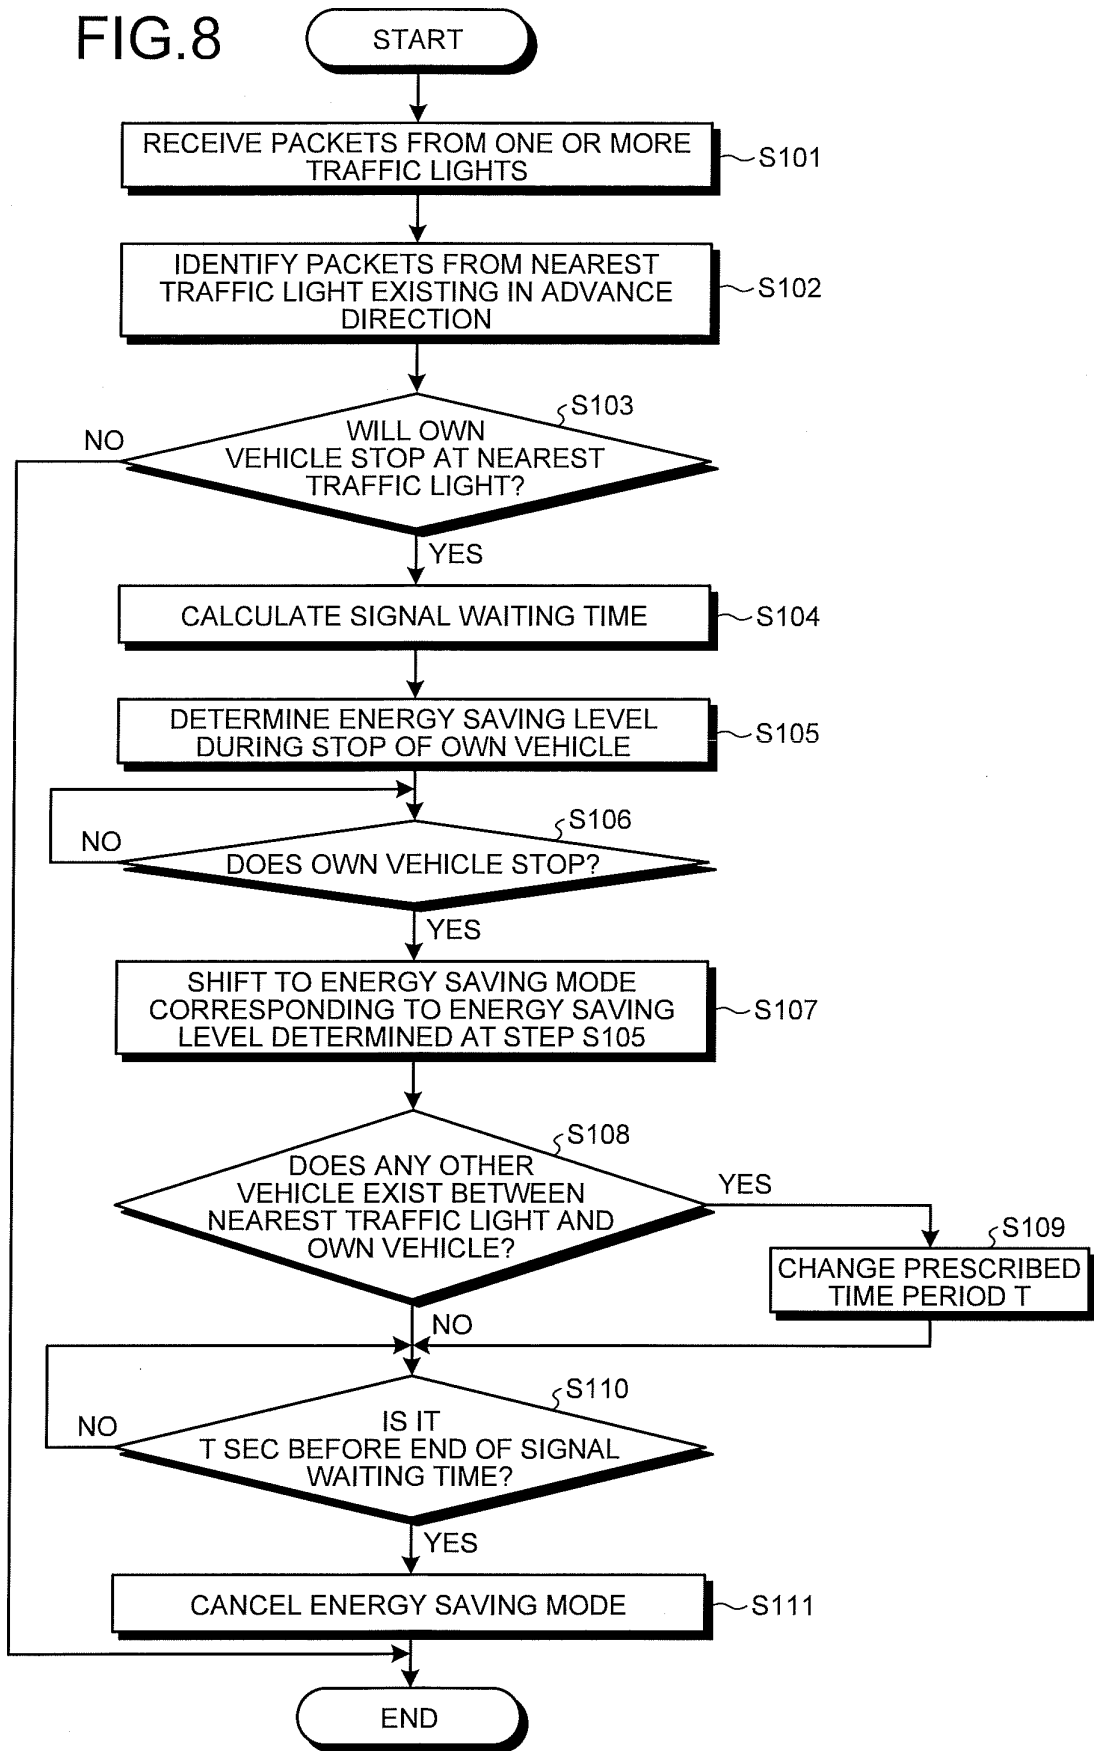 FIG.8
START
RECEIVE PACKETS FROM ONE OR MORE
TRAFFIC LIGHTS
S101
IDENTIFY PACKETS FROM NEAREST
TRAFFIC LIGHT EXISTING IN ADVANCE
DIRECTION
S102
S103
NO
WILL OWN
VEHICLE STOP AT NEAREST
TRAFFIC LIGHT?
YES
CALCULATE SIGNAL WAITING TIME
S104
DETERMINE ENERGY SAVING LEVEL
DURING STOP OF OWN VEHICLE
S105
S106
NO
DOES OWN VEHICLE STOP?
YES
SHIFT TO ENERGY SAVING MODE
CORRESPONDING TO ENERGY SAVING
LEVEL DETERMINED AT STEP S105
S107
S108
DOES ANY OTHER
VEHICLE EXIST BETWEEN
NEAREST TRAFFIC LIGHT AND
OWN VEHICLE?
YES
S109
CHANGE PRESCRIBED
TIME PERIOD T
NO
S110
NO
IS IT
T SEC BEFORE END OF SIGNAL
WAITING TIME?
YES
CANCEL ENERGY SAVING MODE
S111
END